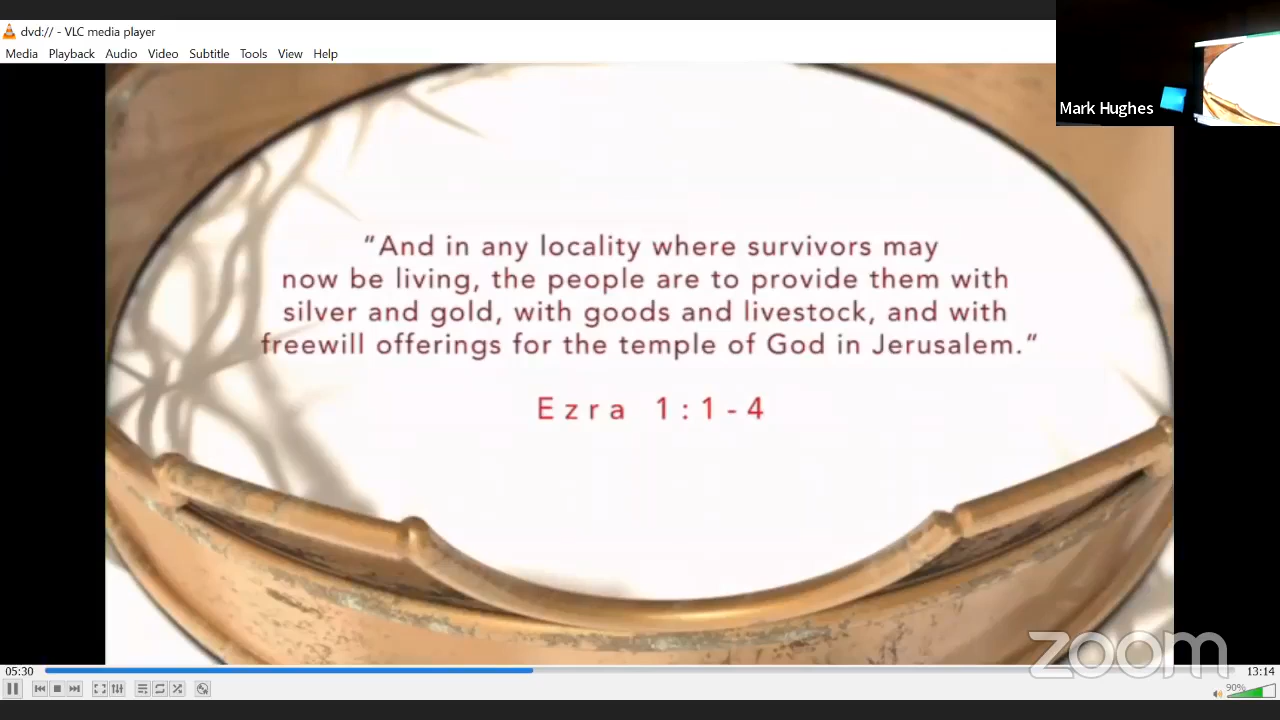 dvd:// - VLC media player
Media Playback Audio Video Subtitle Tools View Help
Mark Hughes
“And in any locality where survivors may
now be living, the people are to provide them with
silver and gold, with goods and livestock, and with
freewill offerings for the temple of God in Jerusalem.”
Ezra 1:1-4
zoom
05:30
13:14
90%